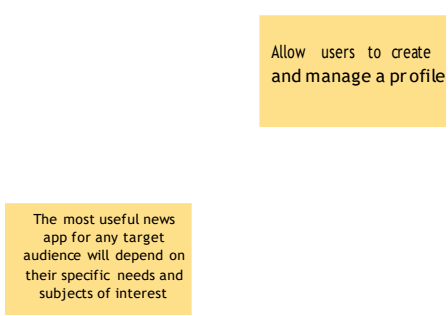 Allow users to create
and manage a profile
The most useful news
app for any target
audience will depend on
their specific needs and
subjects of interest